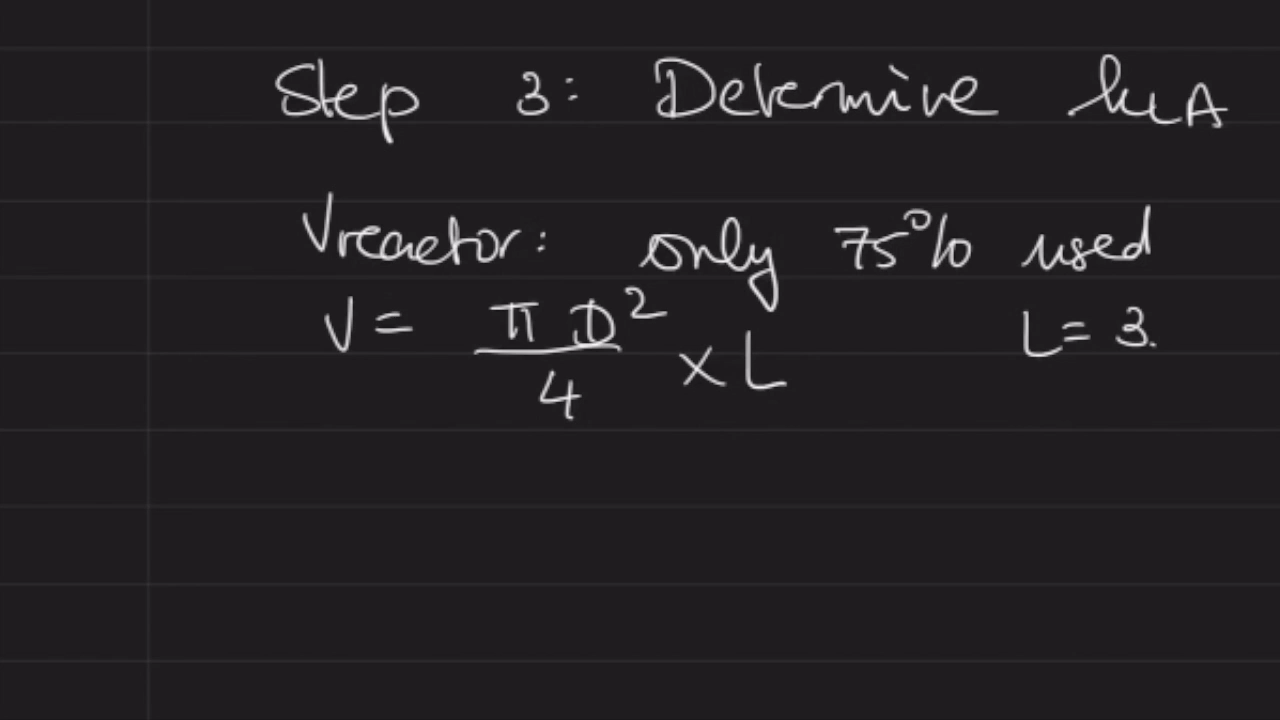 Step 3: Determine kLA
Vreactor: only 75% used
V = πD²/4 × L L = 3.